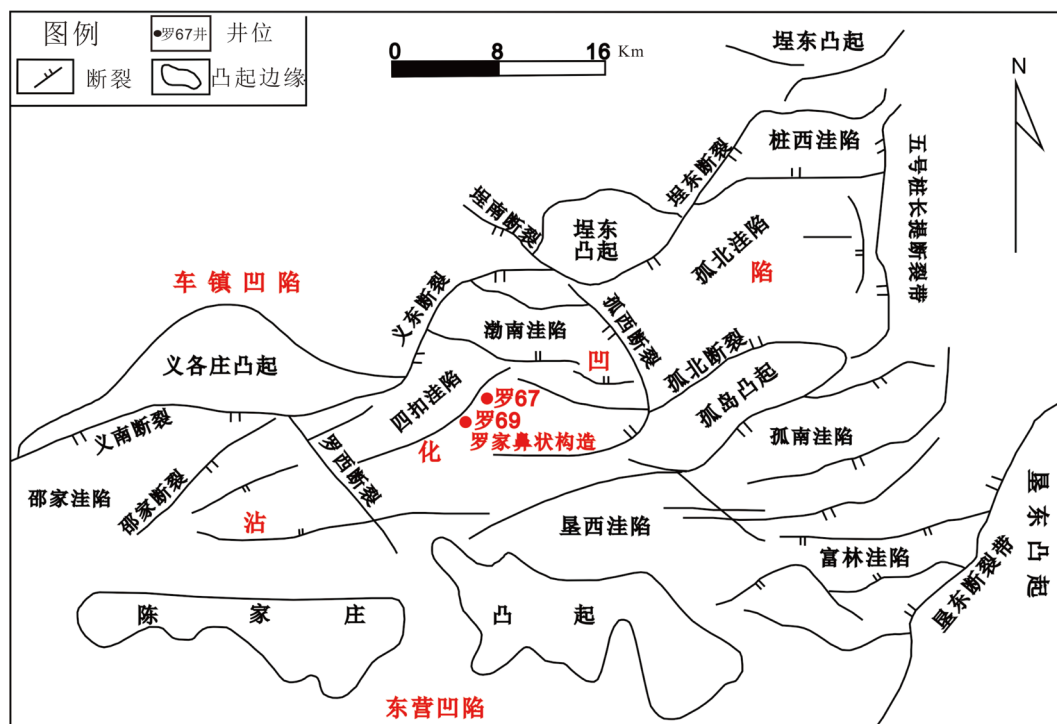 图例
罗67井
井位
断裂
凸起边缘
0 8 16 Km
N
埕东凸起
桩西洼陷
埕东断裂
五号桩长提断裂带
埕南断裂
埕东
凸起
孤北洼陷
陷
车镇凹陷
义东断裂
渤南洼陷
孤西断裂
凹
孤北断裂
义各庄凸起
四扣洼陷
罗67
罗69
罗家鼻状构造
孤岛凸起
孤南洼陷
义南断裂
罗西断裂
化
邵家洼陷
邵家断裂
沾
垦西洼陷
垦东凸起
富林洼陷
垦东断裂带
陈家庄
凸起
东营凹陷